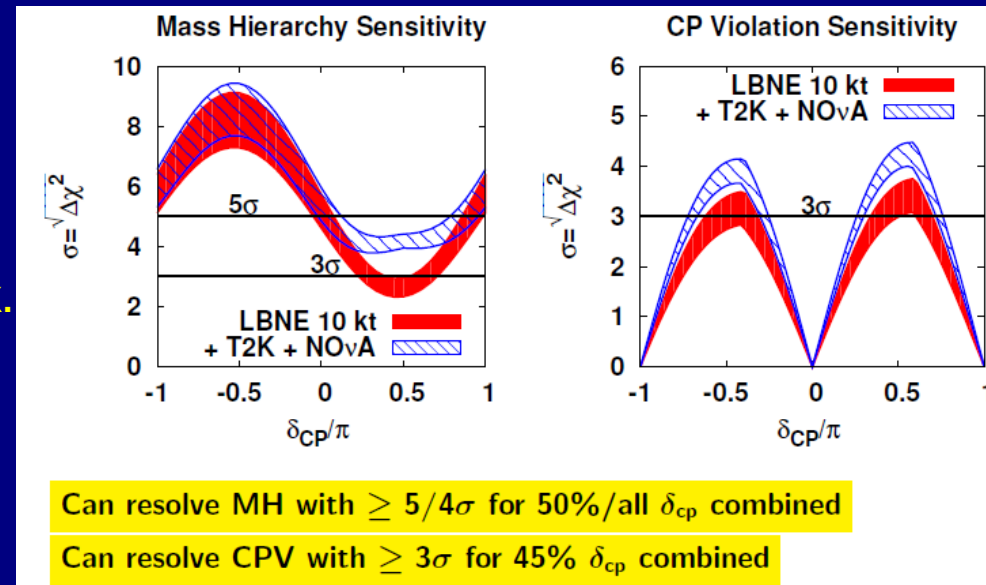 Mass Hierarchy Sensitivity
10
8
6
4
2
0
σ=√Δχ²
5σ
3σ
LBNE 10 kt
+ T2K + NOνA
-1 -0.5 0 0.5 1
δCP/π
CP Violation Sensitivity
6
5
4
3
2
1
0
σ=√Δχ²
LBNE 10 kt
+ T2K + NOνA
3σ
-1 -0.5 0 0.5 1
δCP/π
Can resolve MH with ≥ 5/4σ for 50%/all δcp combined
Can resolve CPV with ≥ 3σ for 45% δcp combined